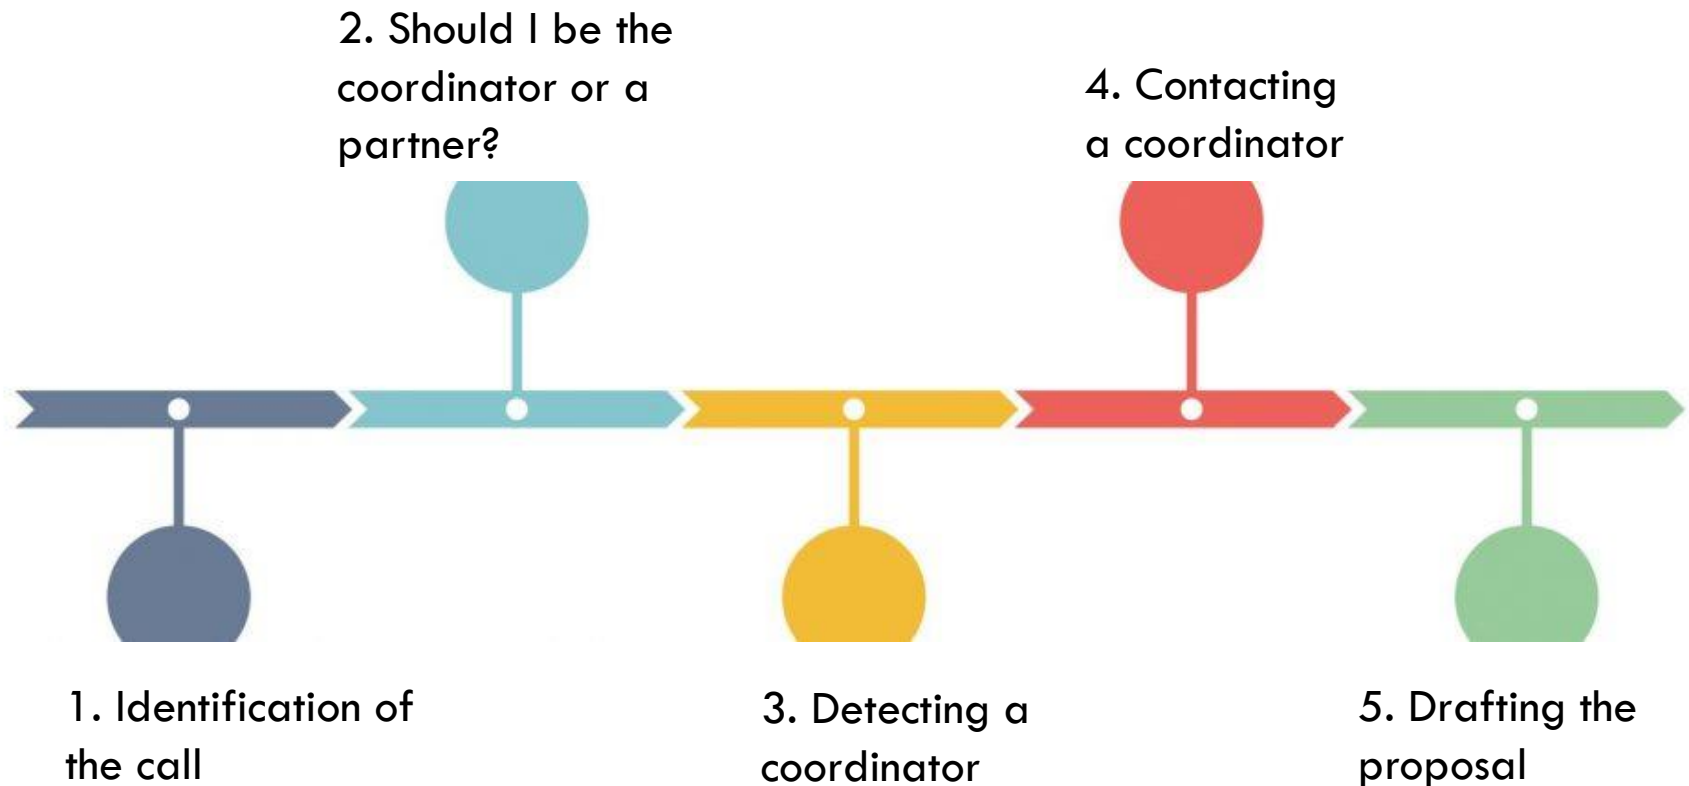 1. Identification of
the call
2. Should I be the
coordinator or a
partner?
3. Detecting a
coordinator
4. Contacting
a coordinator
5. Drafting the
proposal